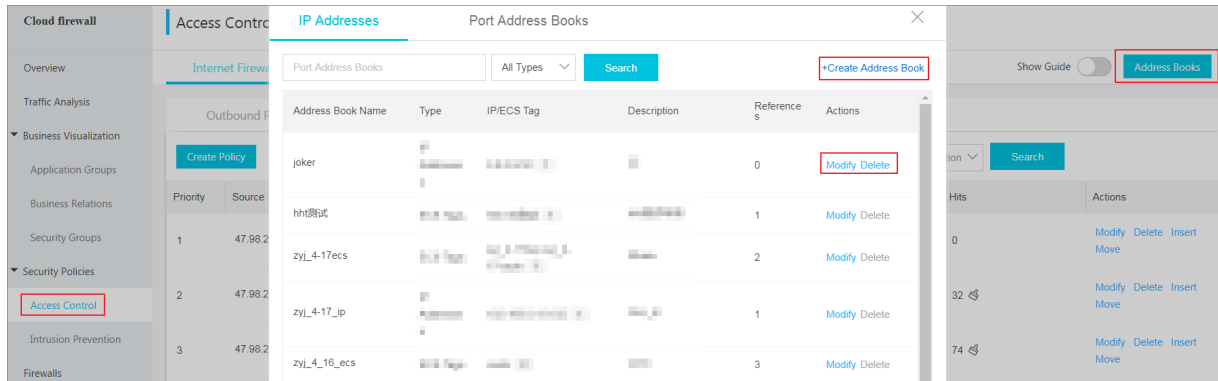 Cloud firewall
Access Contro
IP Addresses
Port Address Books
Overview
Internet Firewa
Port Address Books
All Types
Search
+Create Address Book
Show Guide
Address Books
Traffic Analysis
Outbound P
Address Book Name
Type
IP/ECS Tag
Description
Reference
s
Actions
Business Visualization
Create Policy
Search
Application Groups
joker
0
Modify Delete
Priority
Source
Hits
Actions
Business Relations
hht测试
1
Modify Delete
Security Groups
1
47.98.2
0
Modify Delete Insert
Move
zyj_4-17ecs
2
Modify Delete
Security Policies
Access Control
2
47.98.2
32
Modify Delete Insert
Move
zyj_4-17_ip
1
Modify Delete
Intrusion Prevention
3
47.98.2
74
Modify Delete Insert
Move
zyj_4_16_ecs
3
Modify Delete
Firewalls